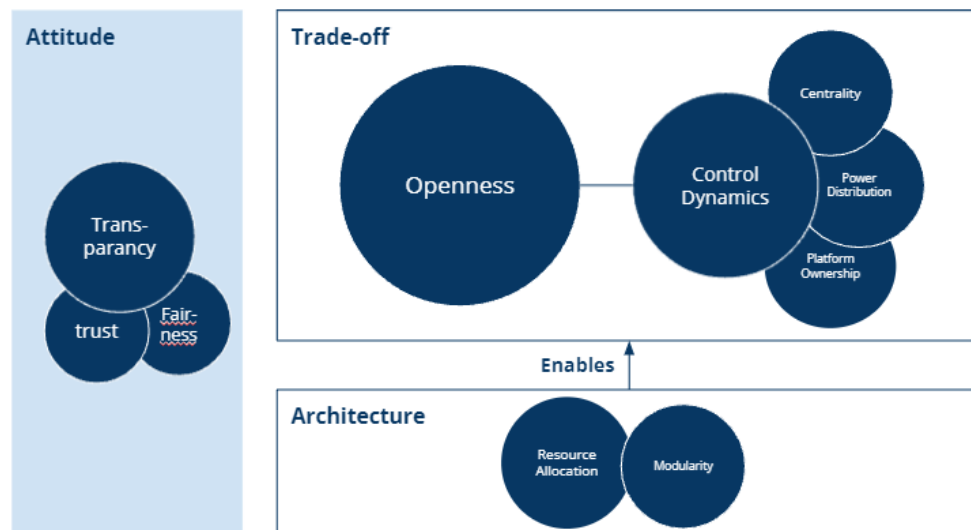 Attitude
Trans-
parancy
trust
Fair-
ness
Trade-off
Openness
Control
Dynamics
Centrality
Power
Distribution
Platform
Ownership
Enables
Architecture
Resource
Allocation
Modularity